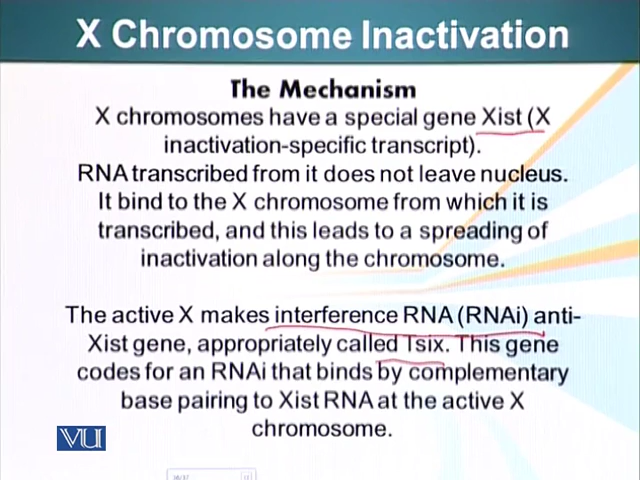 X Chromosome Inactivation
The Mechanism
X chromosomes have a special gene Xist (X
inactivation-specific transcript).
RNA transcribed from it does not leave nucleus.
It bind to the X chromosome from which it is
transcribed, and this leads to a spreading of
inactivation along the chromosome.
The active X makes interference RNA (RNAi) anti-
Xist gene, appropriately called Tsix. This gene
codes for an RNAi that binds by complementary
base pairing to Xist RNA at the active X
chromosome.
VU